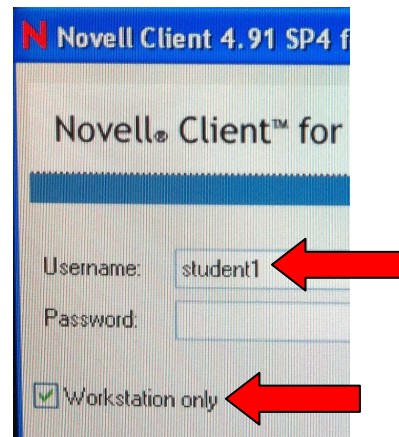 N Novell Client 4.91 SP4 f
Novell® Client™ for
Username: student1
Password:
Workstation only